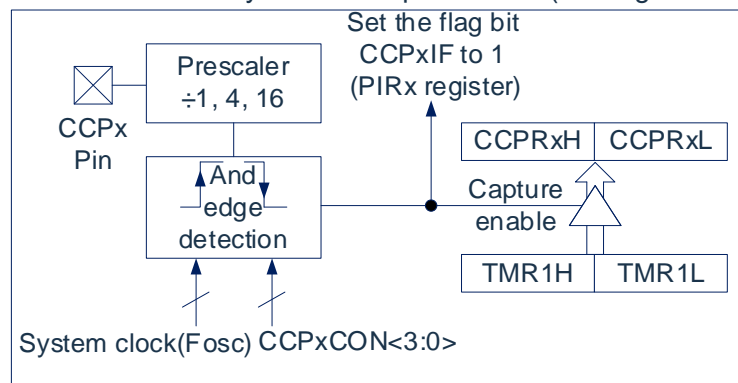 Set the flag bit
CCPxIF to 1
(PIRx register)
Prescaler
÷1, 4, 16
CCPx
Pin
CCPRxH CCPRxL
And
edge
detection
Capture
enable
TMR1H TMR1L
System clock(Fosc) CCPxCON<3:0>